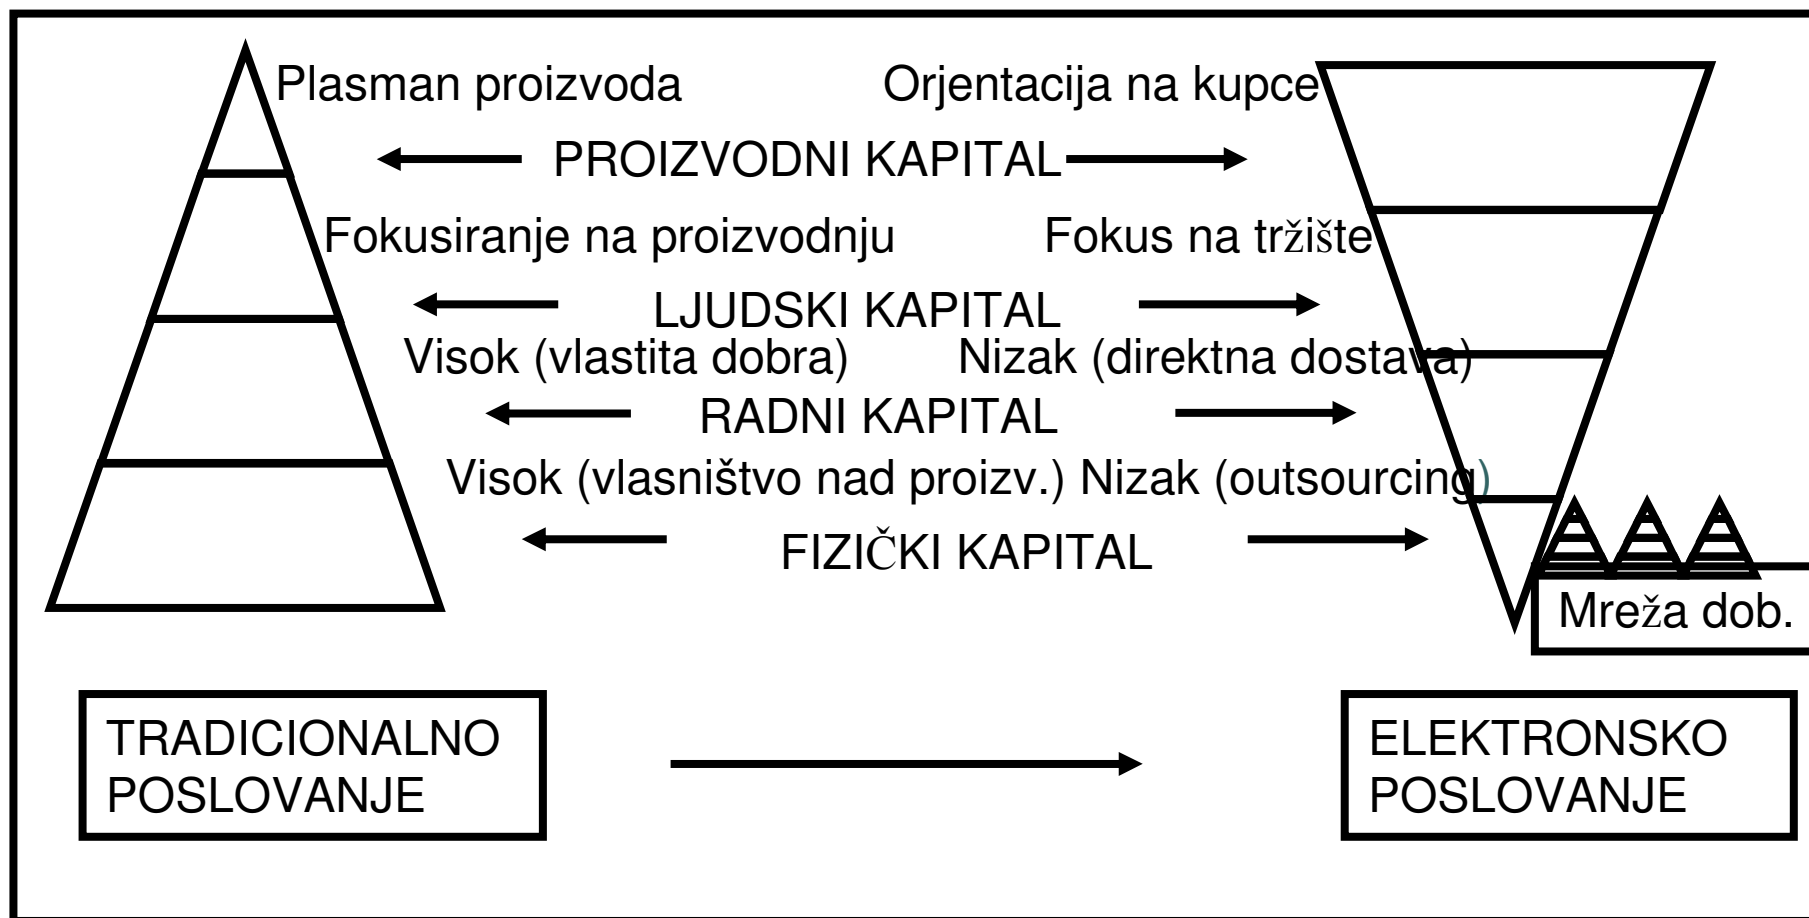 Plasman proizvoda Orjentacija na kupce
PROIZVODNI KAPITAL
Fokusiranje na proizvodnju Fokus na tržište
LJUDSKI KAPITAL
Visok (vlastita dobra) Nizak (direktna dostava)
RADNI KAPITAL
Visok (vlasništvo nad proizv.) Nizak (outsourcing)
FIZIČKI KAPITAL
Mreža dob.
TRADICIONALNO
POSLOVANJE
ELEKTRONSKO
POSLOVANJE